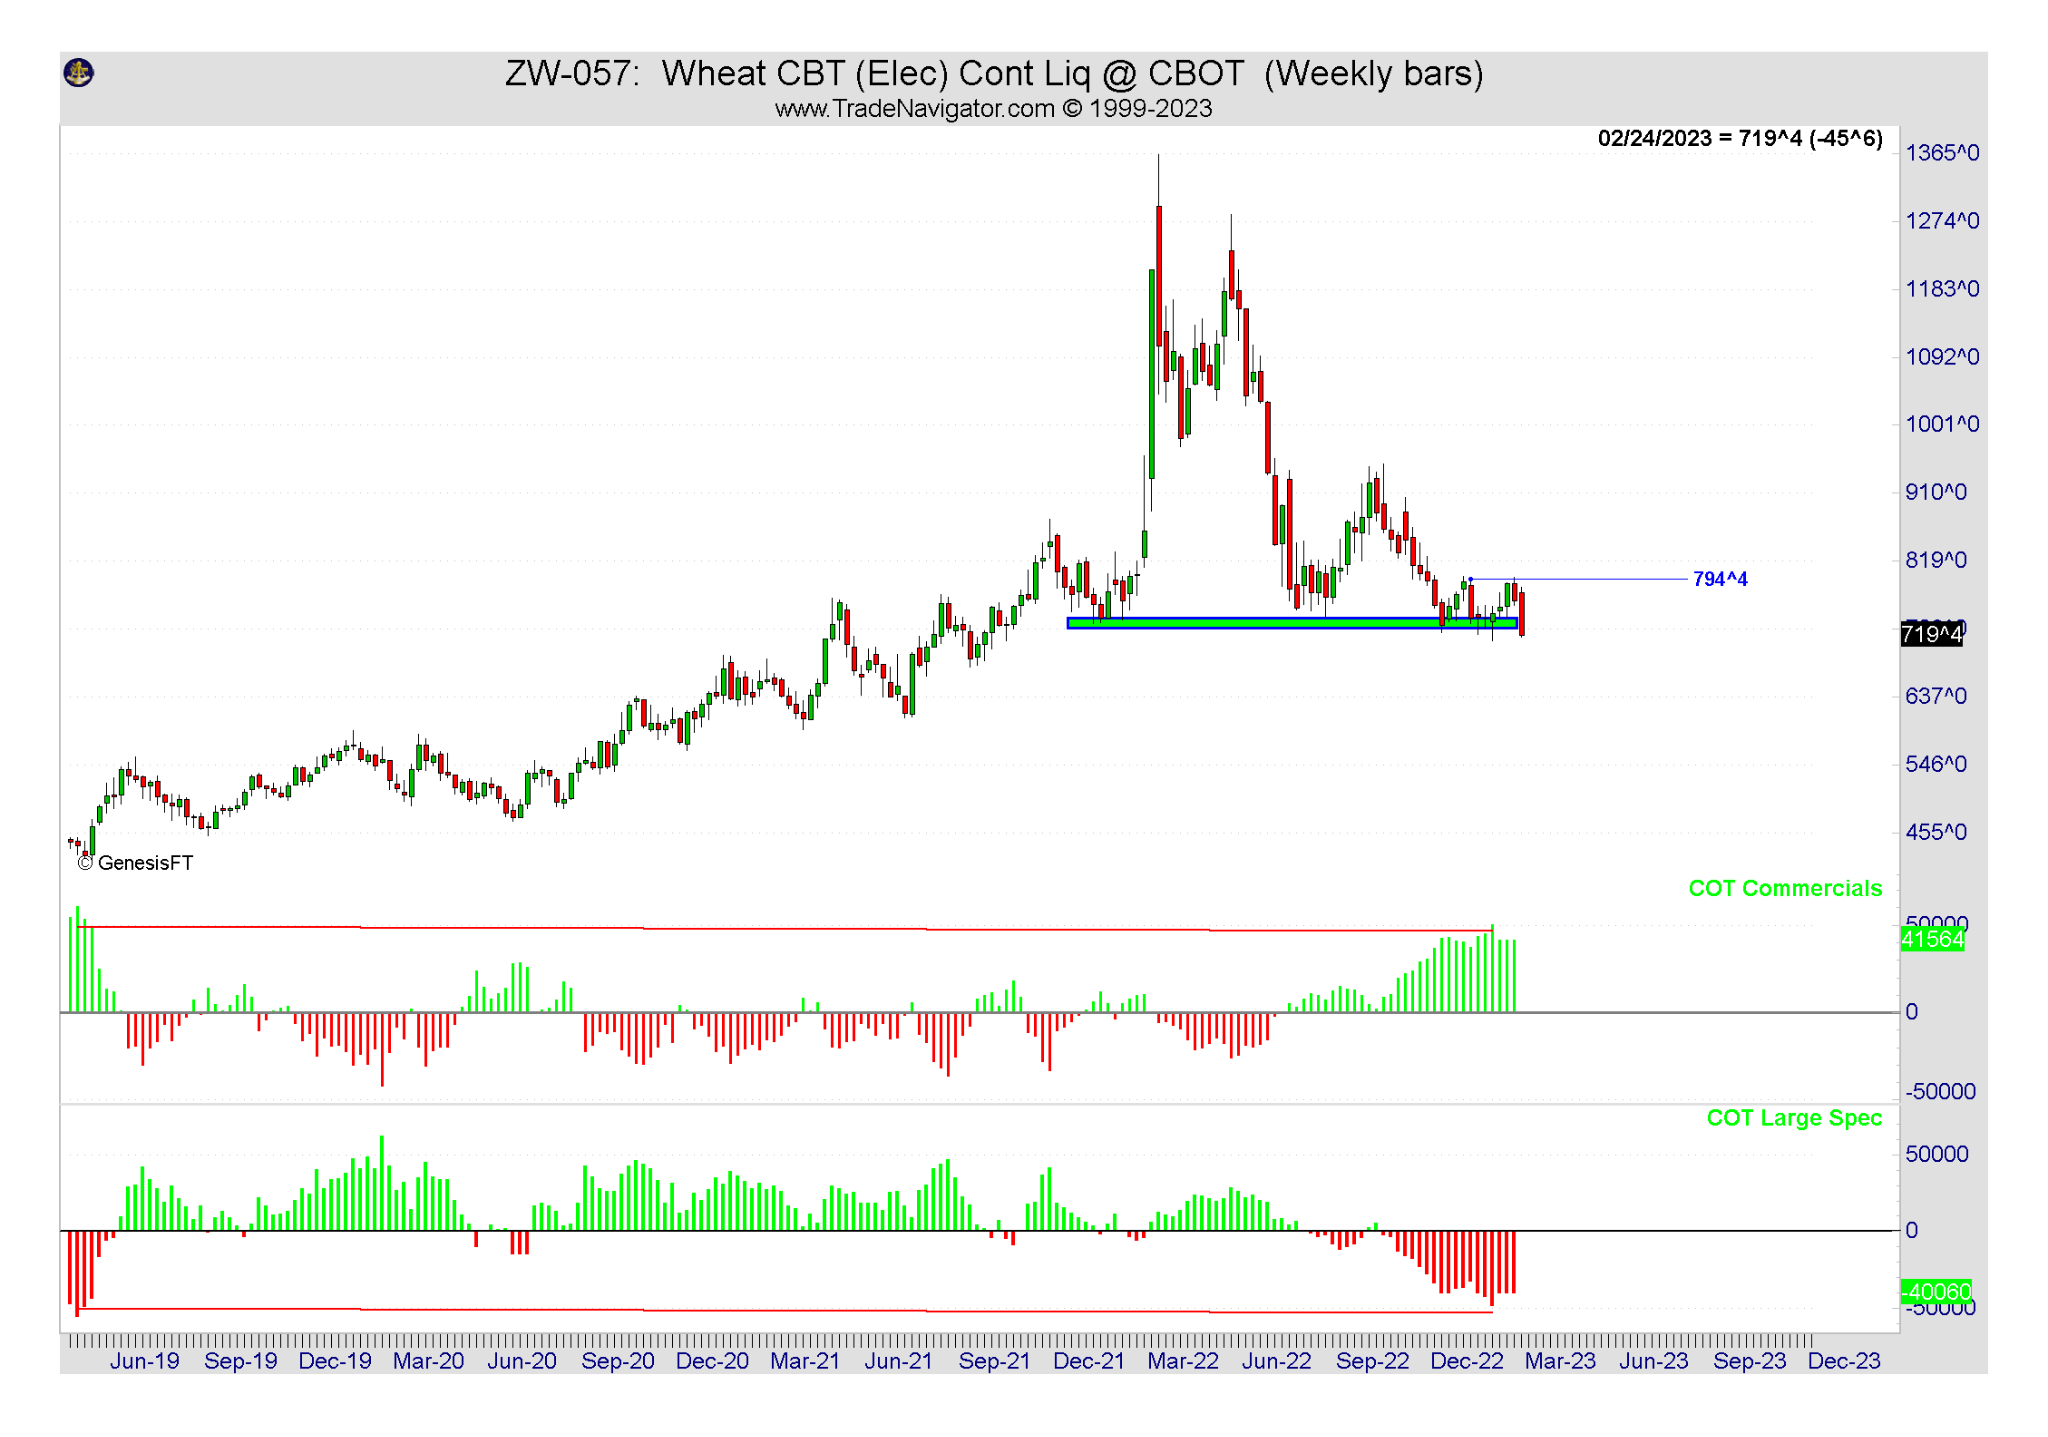 ZW-057: Wheat CBT (Elec) Cont Liq @ CBOT (Weekly bars)
www.TradeNavigator.com © 1999-2023
02/24/2023 = 719^4 (-45^6)
1365^0
1274^0
1183^0
1092^0
1001^0
910^0
819^0
794^4
719^4
637^0
546^0
455^0
© GenesisFT
COT Commercials
50000
41564
0
-50000
COT Large Spec
50000
0
-40060
-50000
Jun-19 Sep-19 Dec-19 Mar-20 Jun-20 Sep-20 Dec-20 Mar-21 Jun-21 Sep-21 Dec-21 Mar-22 Jun-22 Sep-22 Dec-22 Mar-23 Jun-23 Sep-23 Dec-23